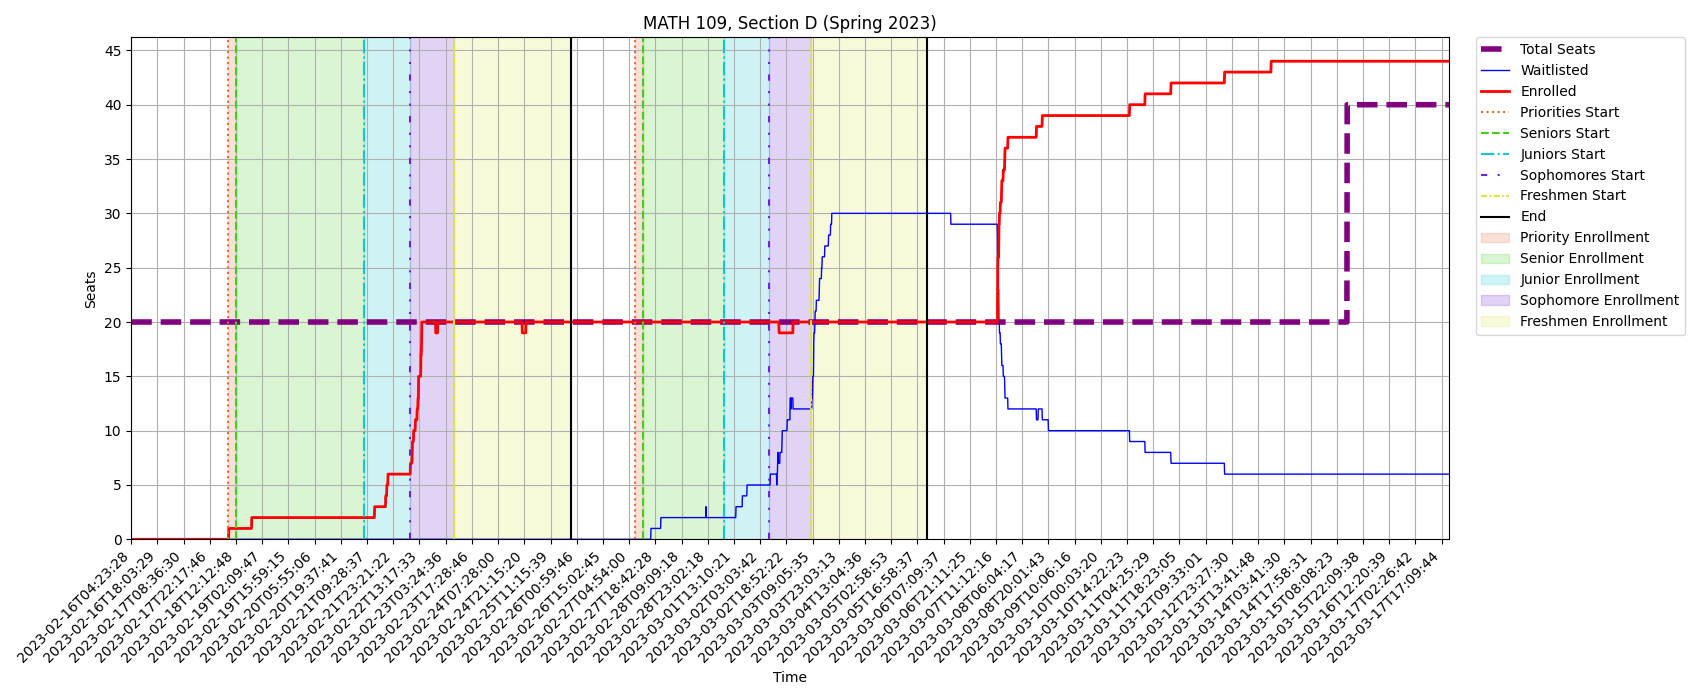 MATH 109, Section D (Spring 2023)
Seats
45
40
35
30
25
20
15
10
5
0
2023-02-16T04:23:28
2023-02-16T18:03:29
2023-02-17T08:36:30
2023-02-17T22:17:46
2023-02-18T12:12:48
2023-02-19T02:09:47
2023-02-19T15:59:15
2023-02-20T05:55:06
2023-02-20T19:37:41
2023-02-21T09:28:37
2023-02-21T23:21:22
2023-02-22T13:17:33
2023-02-23T03:24:36
2023-02-23T17:28:46
2023-02-24T07:28:00
2023-02-24T21:15:20
2023-02-25T11:15:39
2023-02-26T00:59:46
2023-02-26T15:02:45
2023-02-27T04:54:00
2023-02-27T18:42:28
2023-02-28T09:09:18
2023-02-28T23:02:18
2023-03-01T13:10:21
2023-03-02T03:03:42
2023-03-02T18:52:22
2023-03-03T09:05:35
2023-03-03T23:03:13
2023-03-04T13:04:36
2023-03-05T02:58:53
2023-03-05T16:58:37
2023-03-06T07:09:37
2023-03-06T21:11:25
2023-03-07T11:12:16
2023-03-08T06:04:17
2023-03-08T20:01:43
2023-03-09T10:06:16
2023-03-10T00:03:20
2023-03-10T14:22:23
2023-03-11T04:25:29
2023-03-11T18:23:05
2023-03-12T09:33:01
2023-03-12T23:27:30
2023-03-13T13:41:48
2023-03-14T03:41:30
2023-03-14T17:58:31
2023-03-15T08:08:23
2023-03-15T22:09:38
2023-03-16T12:20:39
2023-03-17T02:26:42
2023-03-17T17:09:44
Time
Total Seats
Waitlisted
Enrolled
Priorities Start
Seniors Start
Juniors Start
Sophomores Start
Freshmen Start
End
Priority Enrollment
Senior Enrollment
Junior Enrollment
Sophomore Enrollment
Freshmen Enrollment